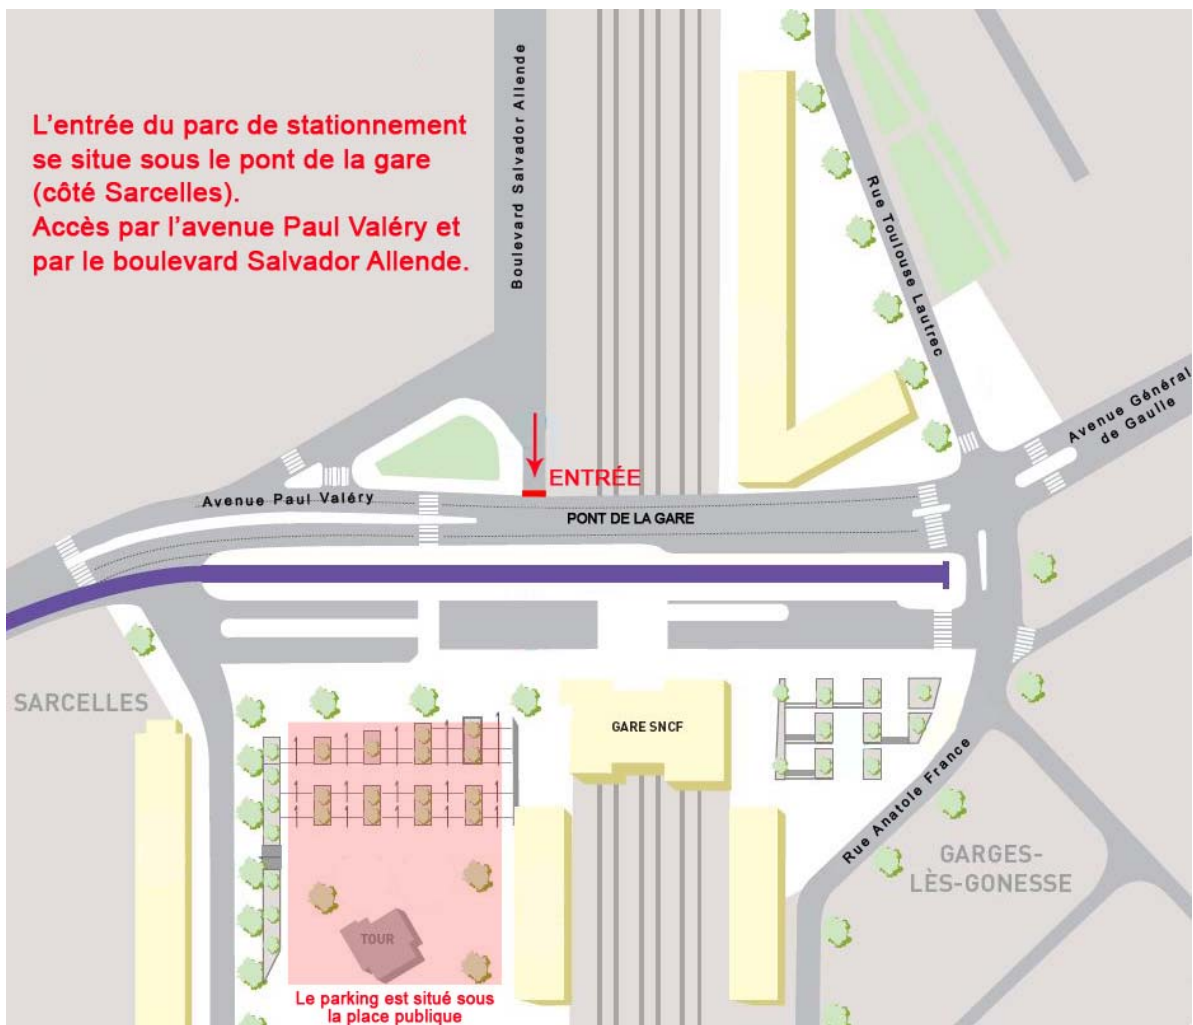 L'entrée du parc de stationnement
se situe sous le pont de la gare
(côté Sarcelles).
Accès par l'avenue Paul Valéry et
par le boulevard Salvador Allende.
Boulevard Salvador Allende
Rue Toulouse Lautrec
Avenue Général
de Gaulle
ENTRÉE
Avenue Paul Valéry
PONT DE LA GARE
SARCELLES
GARE SNCF
Rue Anatole France
GARGES-
LÈS-GONESSE
TOUR
Le parking est situé sous
la place publique